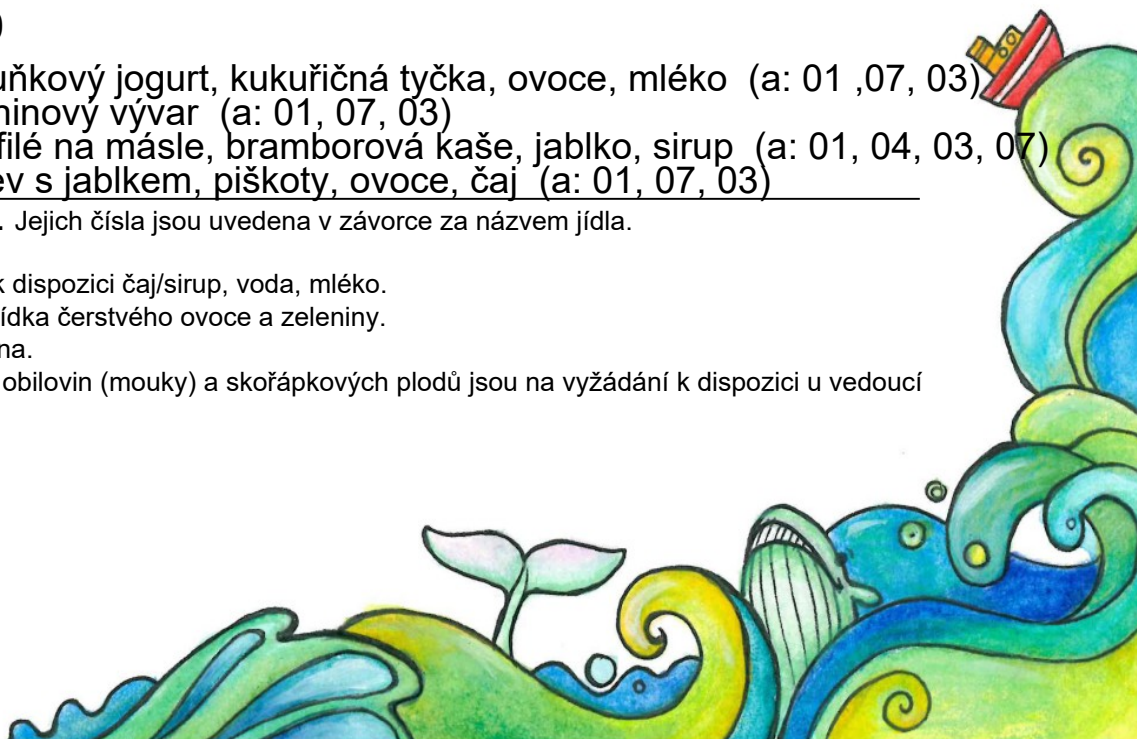 )
uňkový jogurt, kukuřičná tyčka, ovoce, mléko (a: 01 ,07, 03)
ninový vývar (a: 01, 07, 03)
filé na másle, bramborová kaše, jablko, sirup (a: 01, 04, 03, 07)
ev s jablkem, piškoty, ovoce, čaj (a: 01, 07, 03)
. Jejich čísla jsou uvedena v závorce za názvem jídla.
k dispozici čaj/sirup, voda, mléko.
ídka čerstvého ovoce a zeleniny.
na.
obilovin (mouky) a skořápkových plodů jsou na vyžádání k dispozici u vedoucí